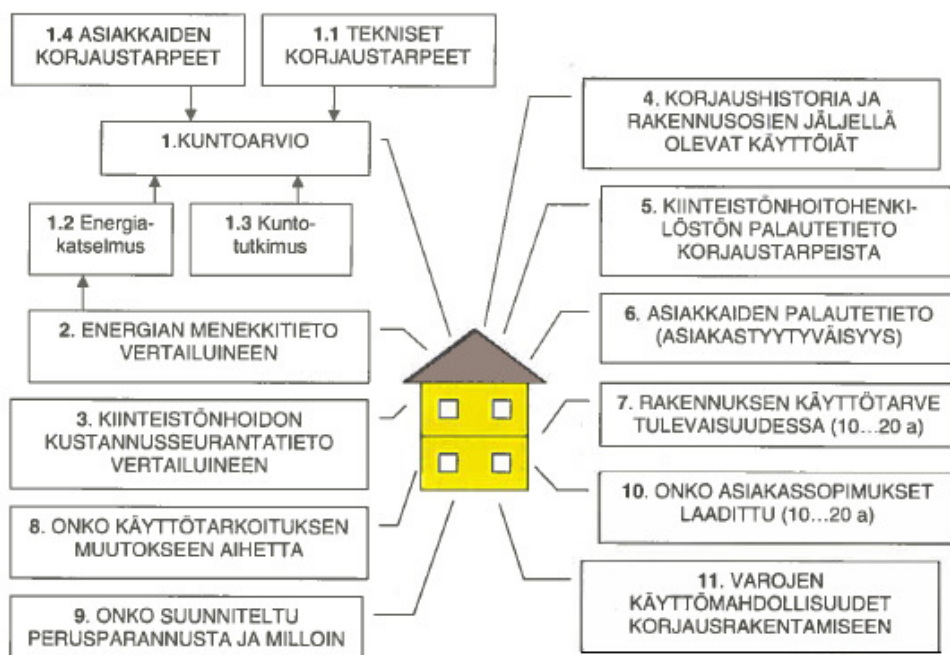 1.4 ASIAKKAIDEN
KORJAUSTARPEET
1.1 TEKNISET
KORJAUSTARPEET
1.KUNTOARVIO
1.2 Energia-
katselmus
1.3 Kunto-
tutkimus
2. ENERGIAN MENEKKITIETO
VERTAILUINEEN
3. KIINTEISTÖNHOIDON
KUSTANNUSSEURANTATIETO
VERTAILUINEEN
8. ONKO KÄYTTÖTARKOITUKSEN
MUUTOKSEEN AIHETTA
9. ONKO SUUNNITELTU
PERUSPARANNUSTA JA MILLOIN
4. KORJAUSHISTORIA JA
RAKENNUSOSIEN JÄLJELLÄ
OLEVAT KÄYTTÖIÄT
5. KIINTEISTÖNHOITOHENKI-
LÖSTÖN PALAUTETIETO
KORJAUSTARPEISTA
6. ASIAKKAIDEN PALAUTETIETO
(ASIAKASTYYTYVÄISYYS)
7. RAKENNUKSEN KÄYTTÖTARVE
TULEVAISUUDESSA (10...20 a)
10. ONKO ASIAKASSOPIMUKSET
LAADITTU (10...20 a)
11. VAROJEN
KÄYTTÖMAHDOLLISUUDET
KORJAUSRAKENTAMISEEN